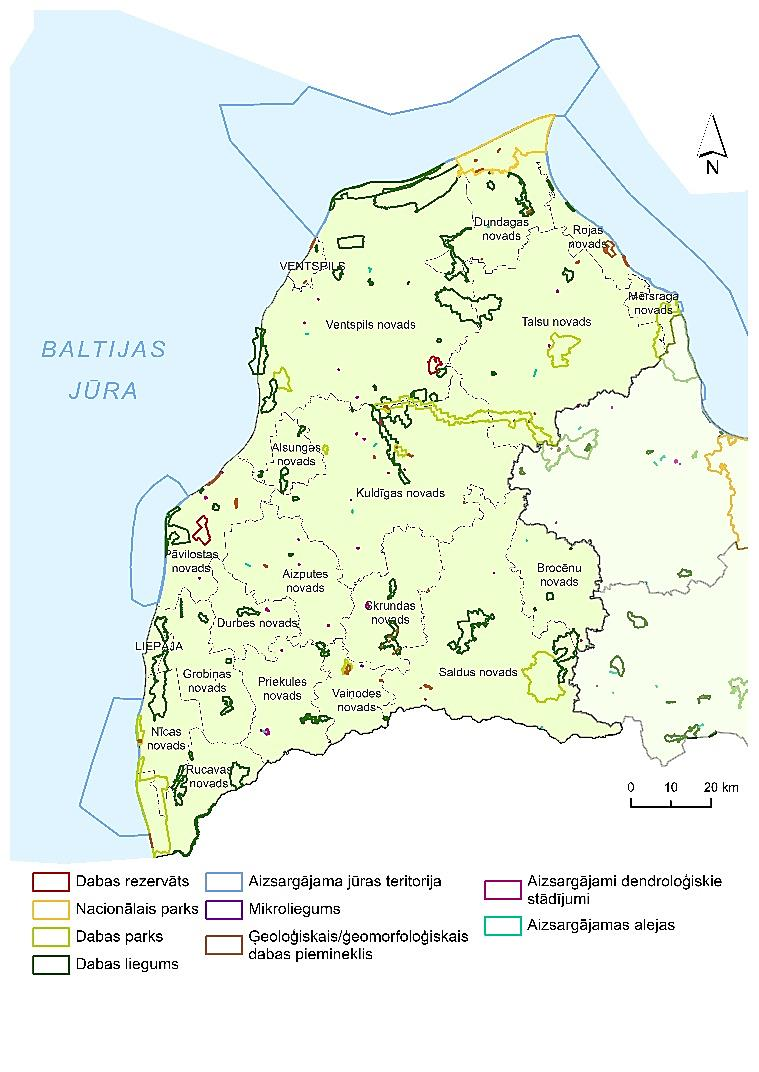 N
Dundagas
novads
Rojas
novads
VENTSPILS
Mērsraga
novads
Ventspils novads
Talsu novads
BALTIJAS
JŪRA
Alsungas
novads
Kuldīgas novads
Pāvilostas
novads
Aizputes
novads
Brocēnu
novads
Skrundas
novads
Durbes novads
LIEPĀJA
Grobiņas
novads
Priekules
novads
Vaiņodes
novads
Saldus novads
Nīcas
novads
Rucavas
novads
0 10 20 km
Dabas rezervāts
Nacionālais parks
Dabas parks
Dabas liegums
Aizsargājama jūras teritorija
Mikroliegums
Ģeoloģiskais/ģeomorfoloģiskais
dabas piemineklis
Aizsargājami dendroloģiskie
stādījumi
Aizsargājamas alejas